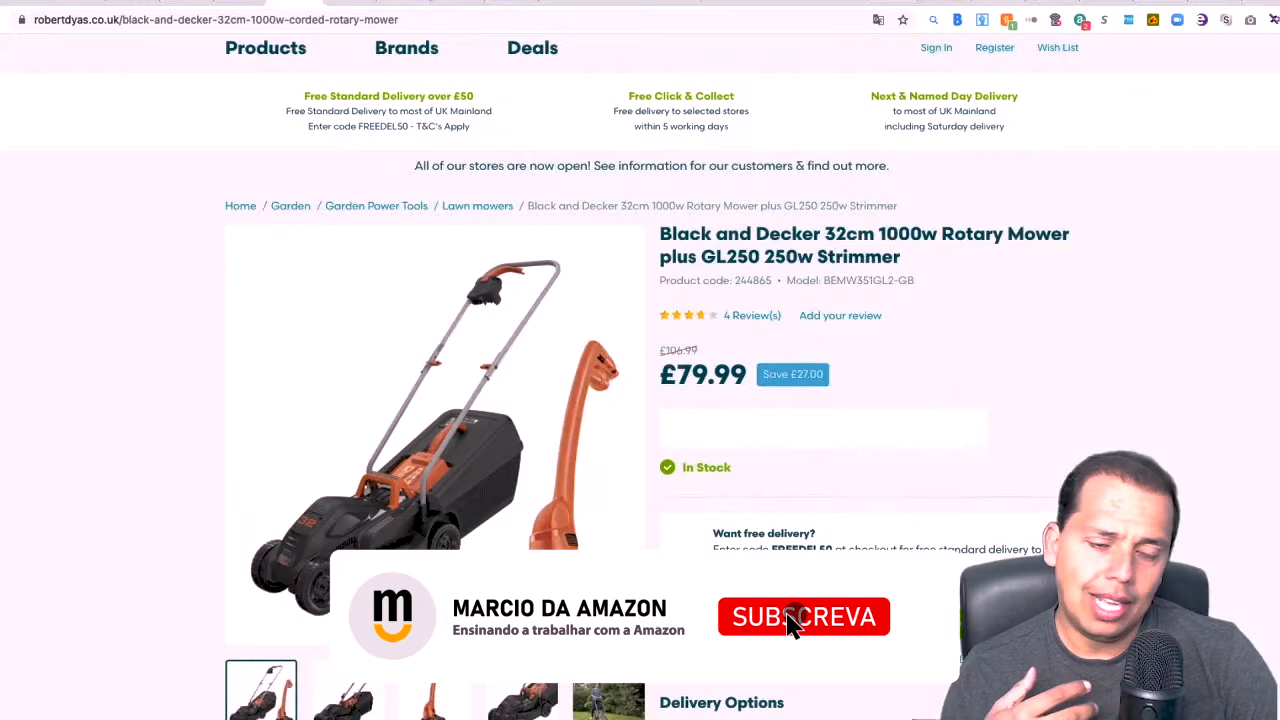 robertdyas.co.uk/black-and-decker-32cm-1000w-corded-rotary-mower
Products Brands Deals
Sign In Register Wish List
Free Standard Delivery over £50
Free Standard Delivery to most of UK Mainland
Enter code FREEDEL50 - T&C's Apply
Free Click & Collect
Free delivery to selected stores
within 5 working days
Next & Named Day Delivery
to most of UK Mainland
including Saturday delivery
All of our stores are now open! See information for our customers & find out more.
Home / Garden / Garden Power Tools / Lawn mowers / Black and Decker 32cm 1000w Rotary Mower plus GL250 250w Strimmer
Black and Decker 32cm 1000w Rotary Mower
plus GL250 250w Strimmer
Product code: 244865 • Model: BEMW351GL2-GB
4 Review(s) Add your review
£106.99
£79.99 Save £27.00
In Stock
Want free delivery?
Enter code FREEDEL50 at checkout for free standard delivery to
32
m
MARCIO DA AMAZON
Ensinando a trabalhar com a Amazon
SUBSCREVA
Delivery Options